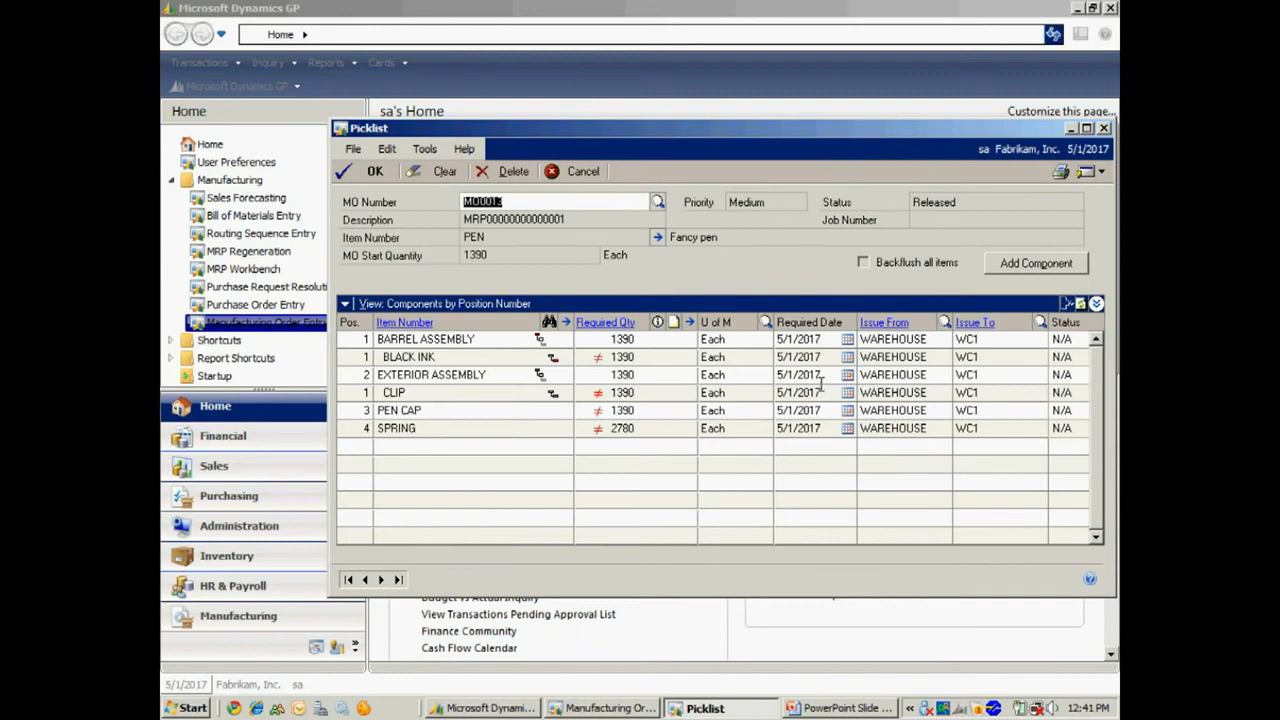 Microsoft Dynamics GP
Home
Transactions Inquiry Reports Cards
Microsoft Dynamics GP
Home
sa's Home
Customize this page...
Home
User Preferences
Manufacturing
Sales Forecasting
Bill of Materials Entry
Routing Sequence Entry
MRP Regeneration
MRP Workbench
Purchase Request Resoluti
Purchase Order Entry
Manufacturing Order Entry
Shortcuts
Report Shortcuts
Startup
Home
Financial
Sales
Purchasing
Administration
Inventory
HR & Payroll
Manufacturing
Picklist
File Edit Tools Help
sa Fabrikam, Inc. 5/1/2017
OK Clear Delete Cancel
MO Number MO0013 Priority Medium Status Released
Description MRP00000000000001 Job Number
Item Number PEN Fancy pen
MO Start Quantity 1390 Each Backflush all items Add Component
View: Components by Position Number
Pos. Item Number Required Qty U of M Required Date Issue From Issue To Status
1 BARREL ASSEMBLY 1390 Each 5/1/2017 WAREHOUSE WC1 N/A
1 BLACK INK ≠ 1390 Each 5/1/2017 WAREHOUSE WC1 N/A
2 EXTERIOR ASSEMBLY 1390 Each 5/1/2017 WAREHOUSE WC1 N/A
1 CLIP ≠ 1390 Each 5/1/2017 WAREHOUSE WC1 N/A
3 PEN CAP ≠ 1390 Each 5/1/2017 WAREHOUSE WC1 N/A
4 SPRING ≠ 2780 Each 5/1/2017 WAREHOUSE WC1 N/A
Budget vs Actual Inquiry
View Transactions Pending Approval List
Finance Community
Cash Flow Calendar
5/1/2017 Fabrikam, Inc. sa
Start
Microsoft Dynami...
Manufacturing Or...
Picklist
PowerPoint Slide ...
12:41 PM